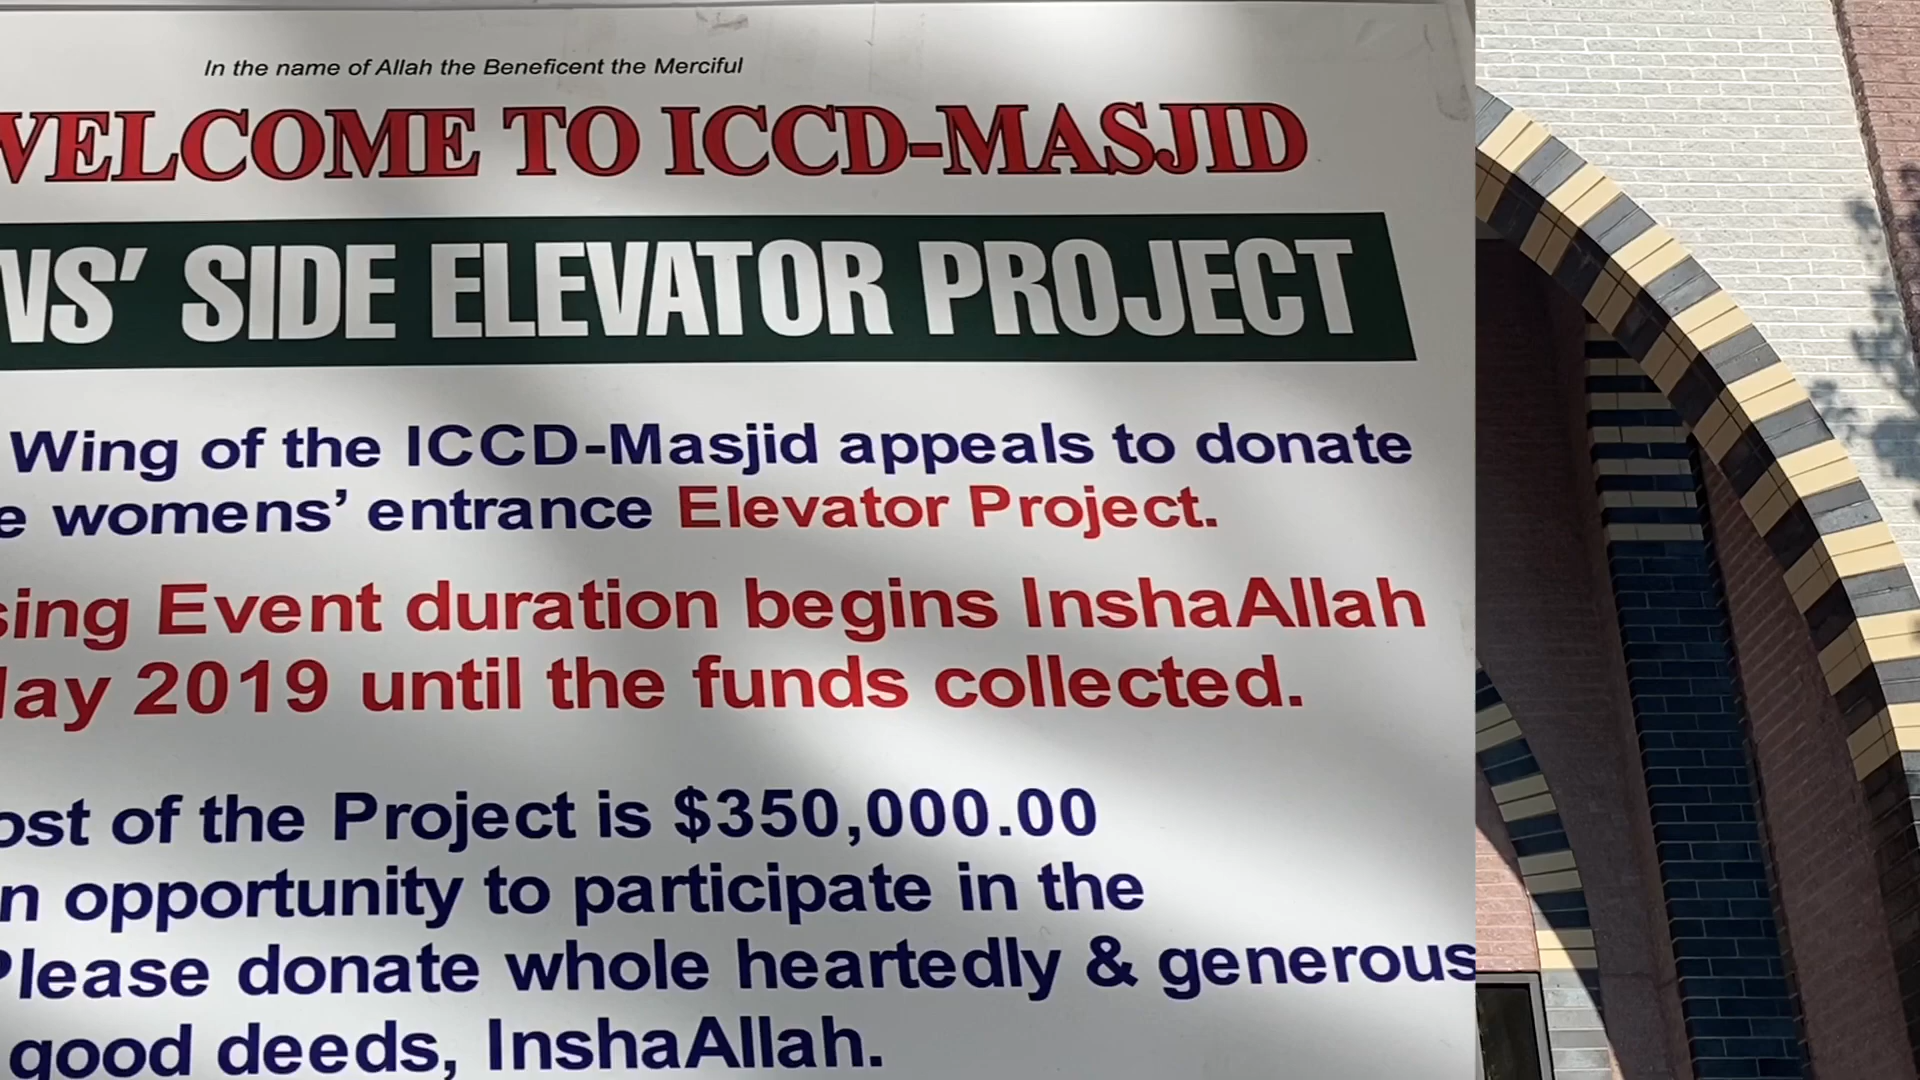 In the name of Allah the Beneficent the Merciful
WELCOME TO ICCD-MASJID
NS' SIDE ELEVATOR PROJECT
Wing of the ICCD-Masjid appeals to donate
e womens' entrance Elevator Project.
sing Event duration begins InshaAllah
ay 2019 until the funds collected.
ost of the Project is $350,000.00
n opportunity to participate in the
Please donate whole heartedly & generous
good deeds, InshaAllah.